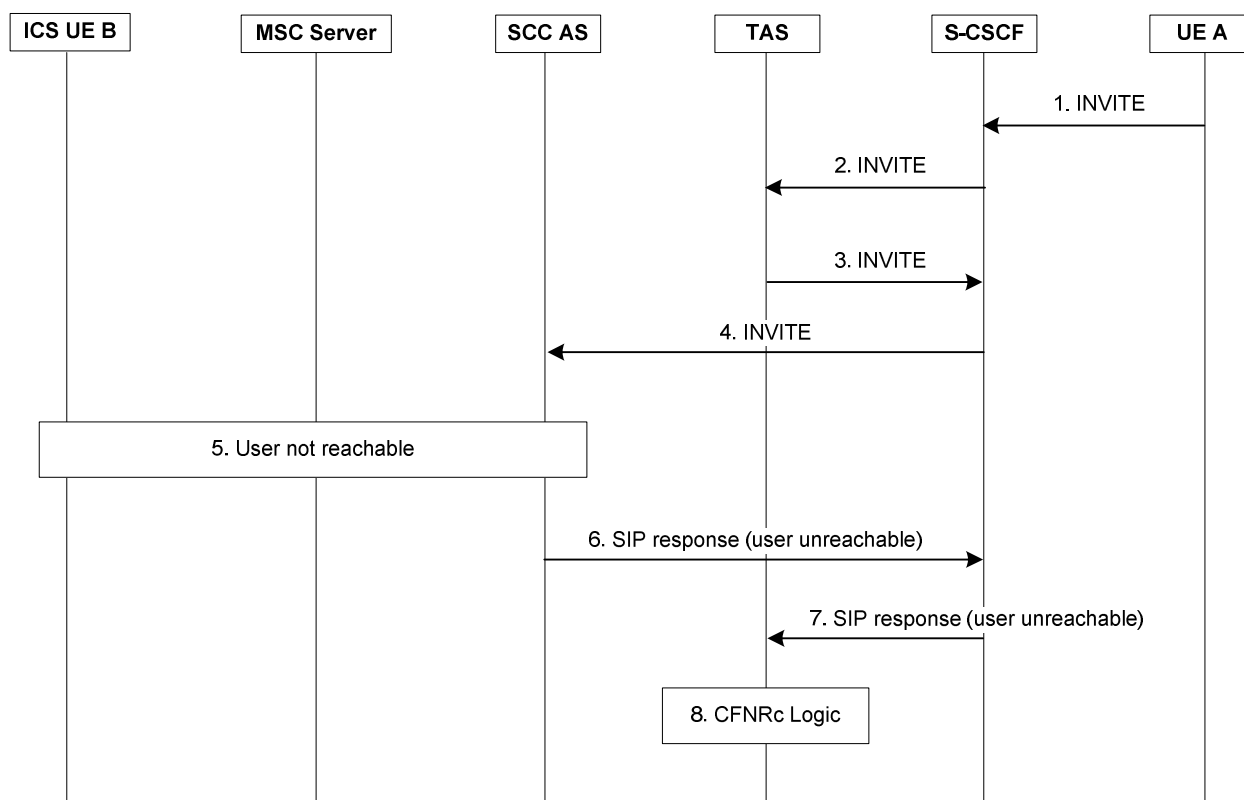 ICS UE B
MSC Server
SCC AS
TAS
S-CSCF
UE A
1. INVITE
2. INVITE
3. INVITE
4. INVITE
5. User not reachable
6. SIP response (user unreachable)
7. SIP response (user unreachable)
8. CFNRc Logic